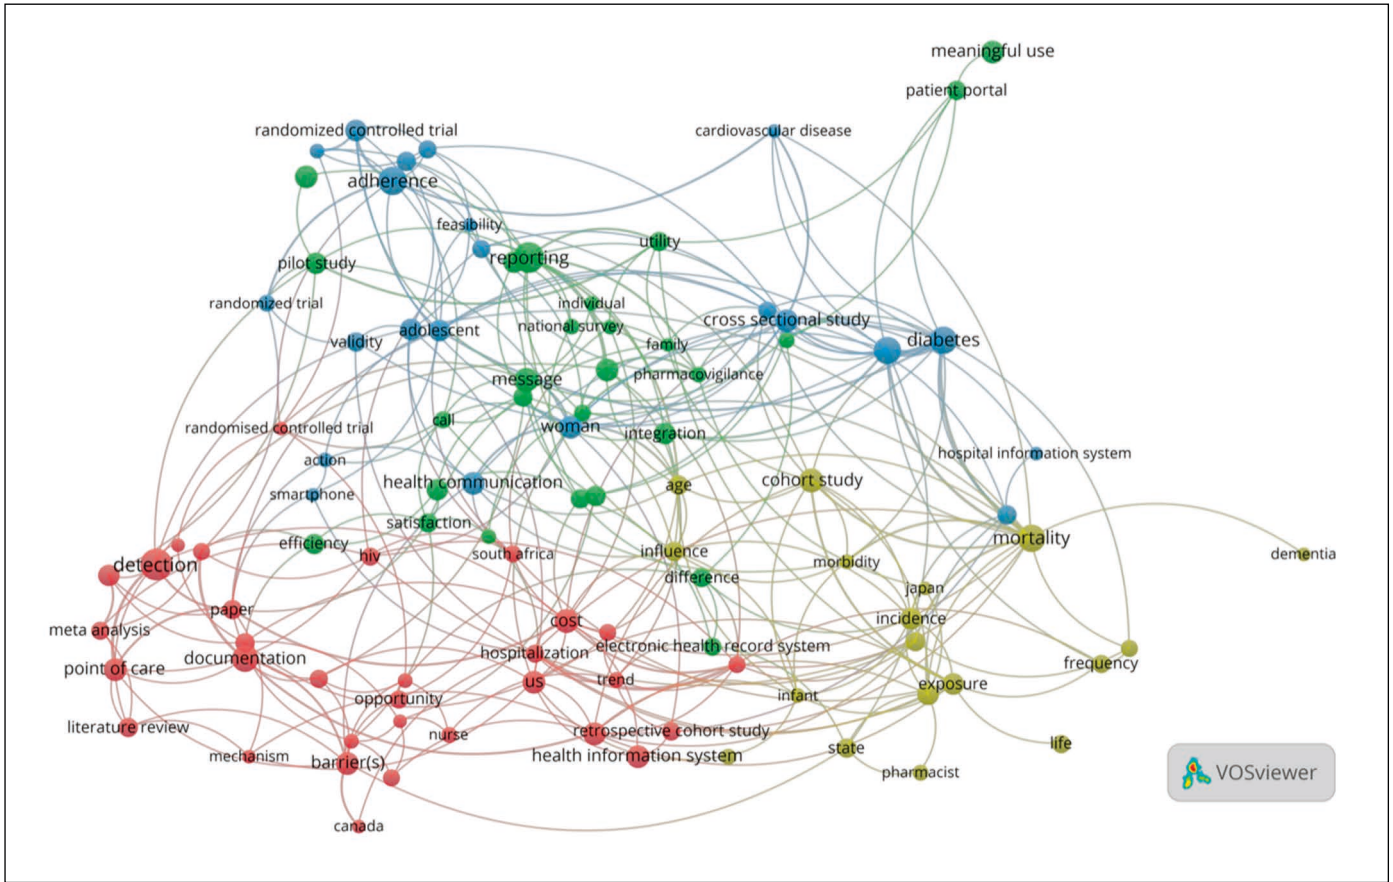 meaningful use
patient portal
randomized controlled trial
cardiovascular disease
adherence
feasibility
utility
reporting
pilot study
randomized trial
individual
national survey
cross sectional study
adolescent
validity
family
diabetes
message
pharmacovigilance
call
randomised controlled trial
woman
integration
action
hospital information system
health communication
age
cohort study
smartphone
satisfaction
efficiency
hiv
south africa
influence
mortality
dementia
morbidity
detection
difference
japan
paper
cost
incidence
meta analysis
electronic health record system
hospitalization
documentation
point of care
frequency
us
trend
exposure
opportunity
infant
literature review
nurse
retrospective cohort study
life
mechanism
barrier(s)
health information system
state
pharmacist
VOSviewer
canada